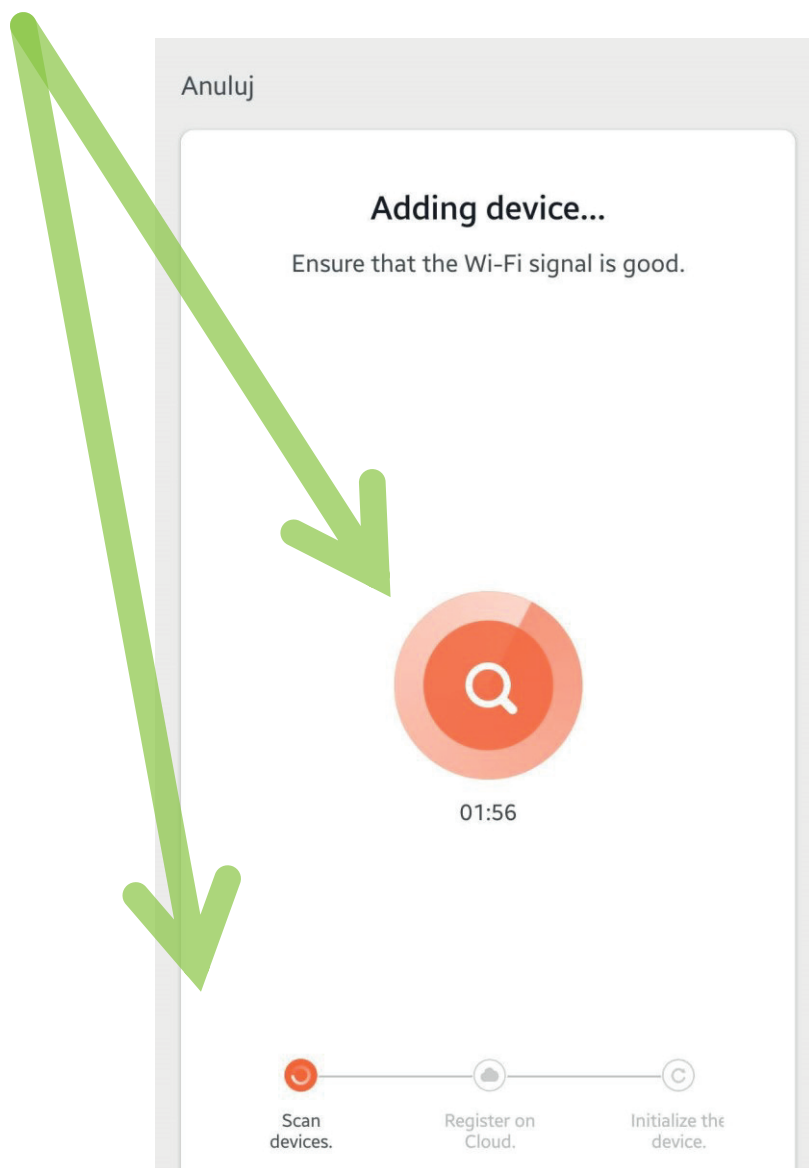 Anuluj
Adding device...
Ensure that the Wi-Fi signal is good.
01:56
Scan
devices.
Register on
Cloud.
Initialize the
device.